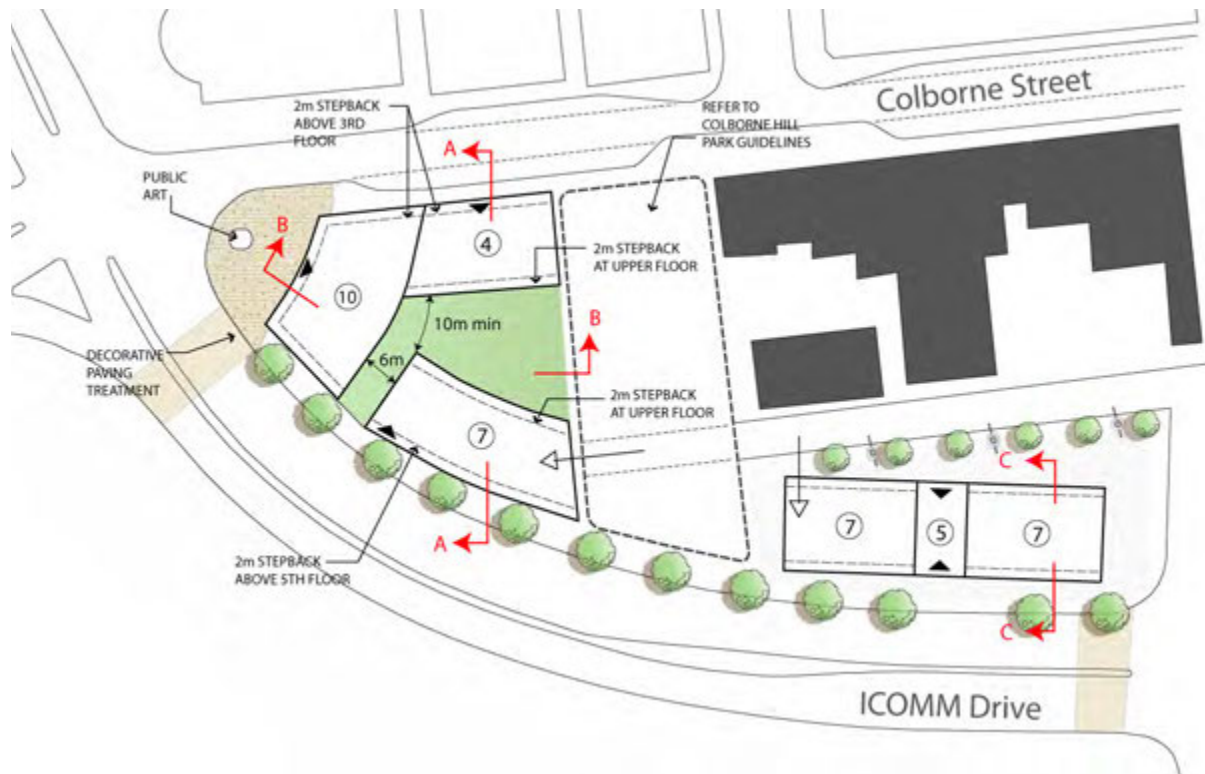 Colborne Street
2m STEPBACK
ABOVE 3RD
FLOOR
REFER TO
COLBORNE HILL
PARK GUIDELINES
A
PUBLIC
ART
B
4
2m STEPBACK
AT UPPER FLOOR
10
10m min
B
6m
DECORATIVE
PAVING
TREATMENT
2m STEPBACK
AT UPPER FLOOR
7
C
A
7
5
7
2m STEPBACK
ABOVE 5TH FLOOR
C
ICOMM Drive